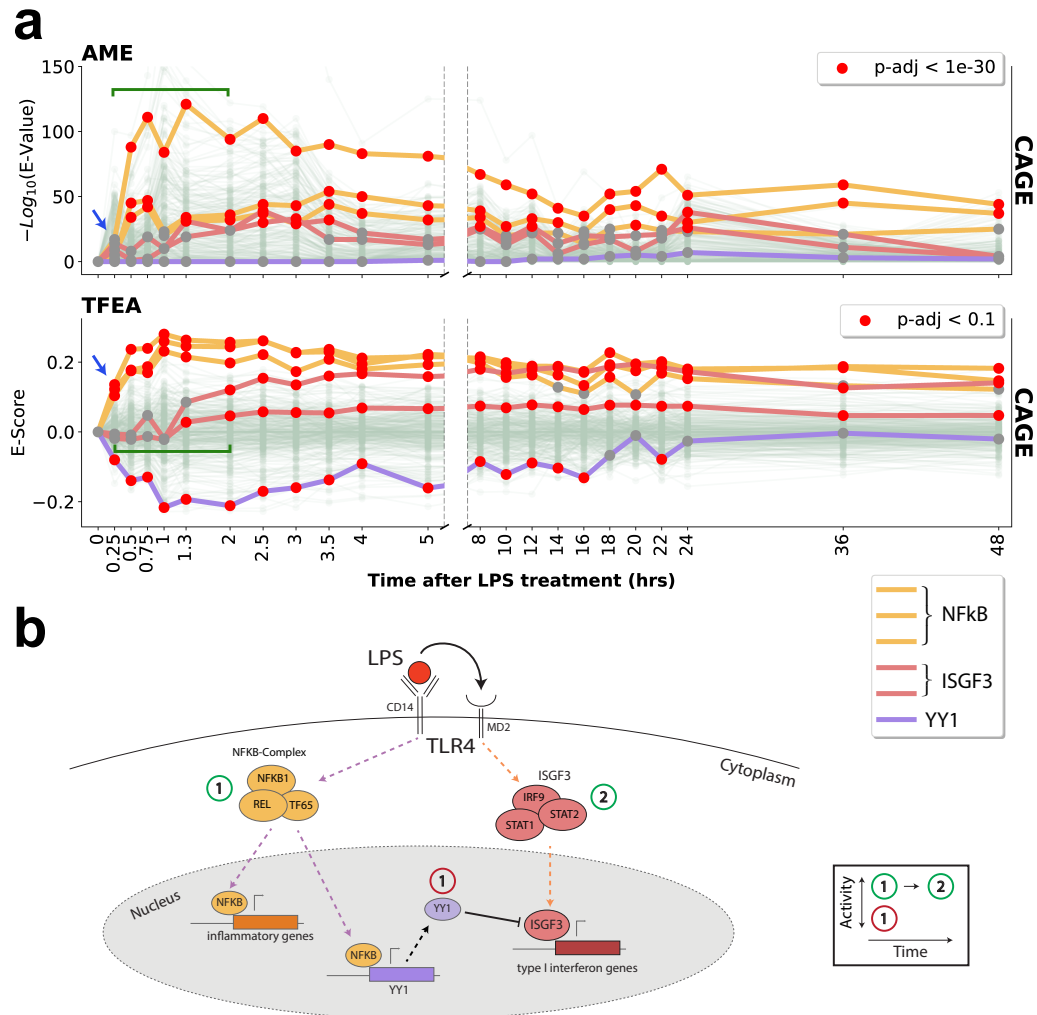 a
AME
p-adj < 1e-30
150
100
50
0
−Log10(E-Value)
CAGE
TFEA
p-adj < 0.1
0.2
0.0
−0.2
E-Score
CAGE
0 0.25 0.5 0.75 1 1.3 2 2.5 3 3.5 4 5 8 10 12 14 16 18 20 22 24 36 48
Time after LPS treatment (hrs)
NFkB
ISGF3
YY1
b
LPS
CD14
MD2
TLR4
Cytoplasm
NFKB-Complex
1
NFKB1
REL
TF65
ISGF3
IRF9
STAT2
STAT1
2
Nucleus
NFKB
inflammatory genes
NFKB
YY1
1
YY1
ISGF3
type I interferon genes
Activity
1
2
1
Time